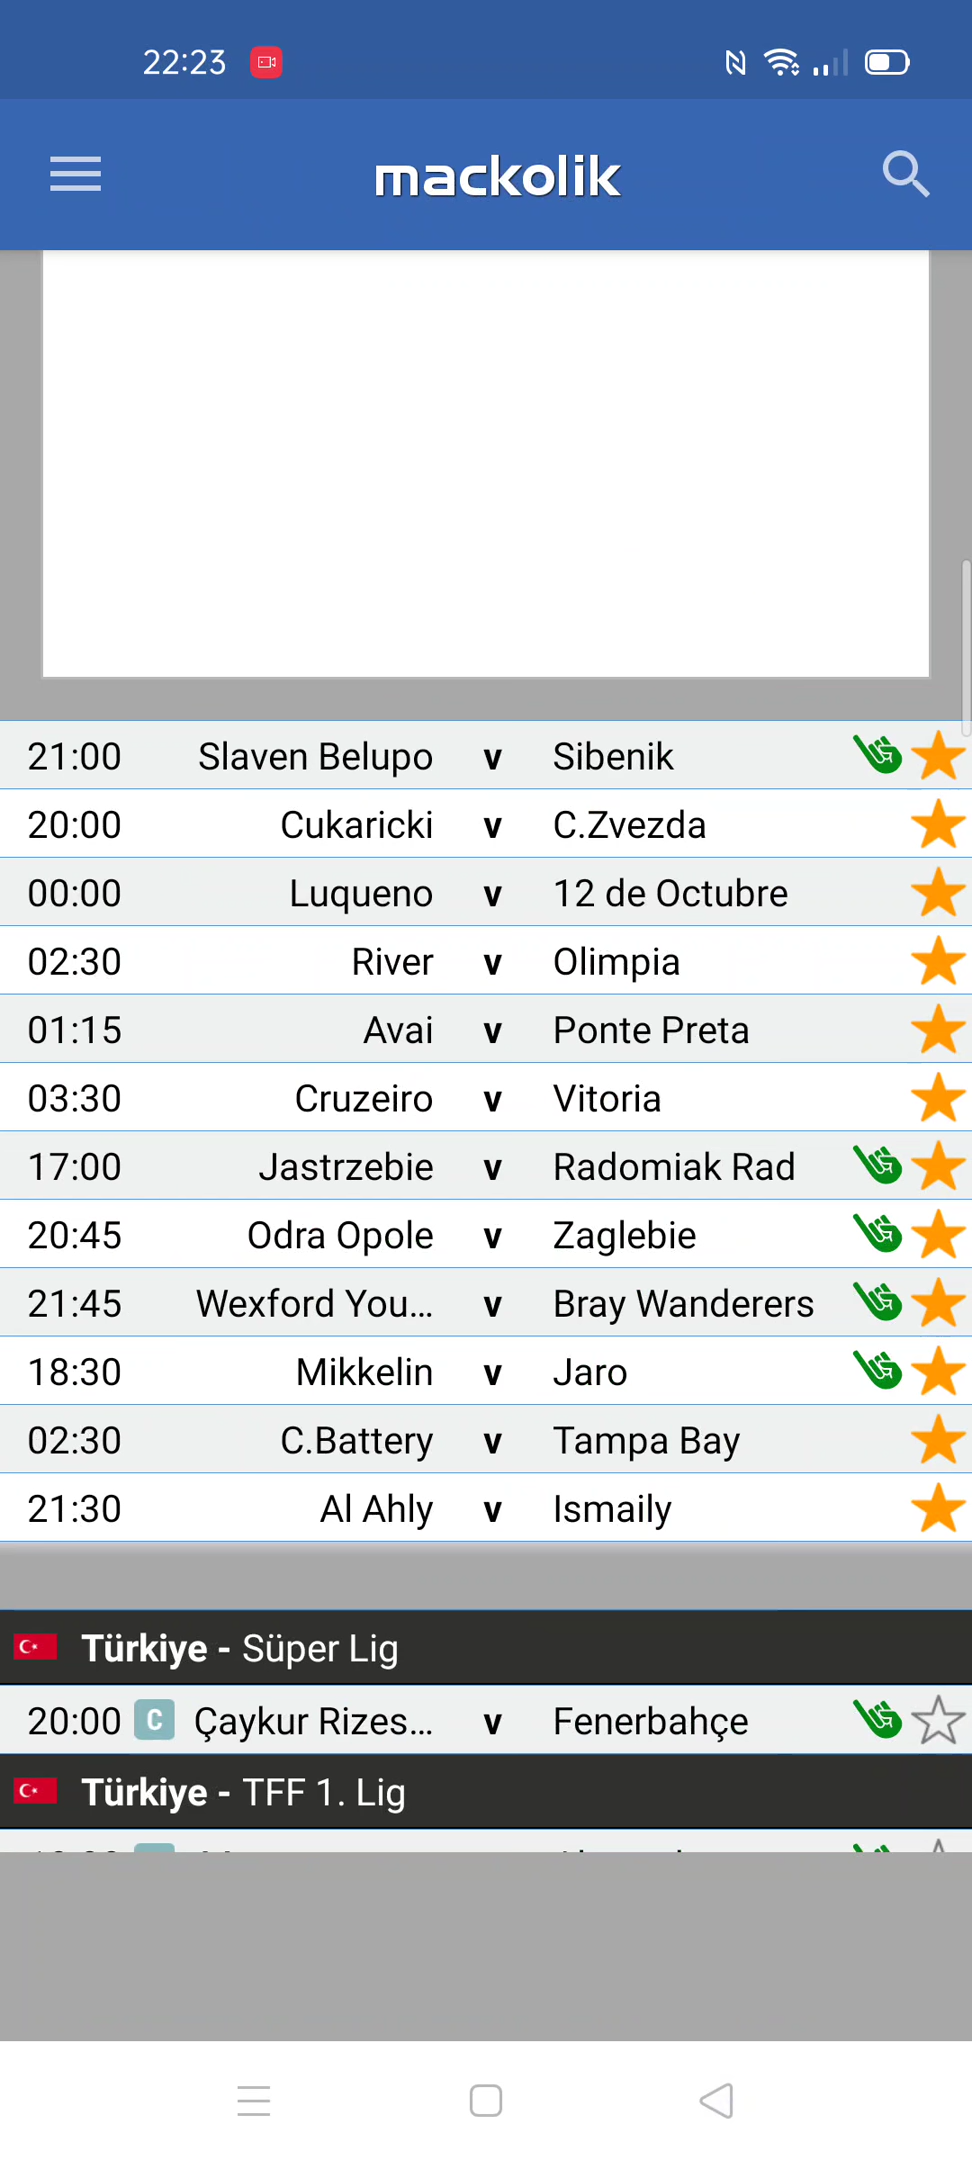 22:23
mackolik
21:00 Slaven Belupo v Sibenik
20:00 Cukaricki v C.Zvezda
00:00 Luqueno v 12 de Octubre
02:30 River v Olimpia
01:15 Avai v Ponte Preta
03:30 Cruzeiro v Vitoria
17:00 Jastrzebie v Radomiak Rad
20:45 Odra Opole v Zaglebie
21:45 Wexford You... v Bray Wanderers
18:30 Mikkelin v Jaro
02:30 C.Battery v Tampa Bay
21:30 Al Ahly v Ismaily
Türkiye - Süper Lig
20:00 C Çaykur Rizes... v Fenerbahçe
Türkiye - TFF 1. Lig